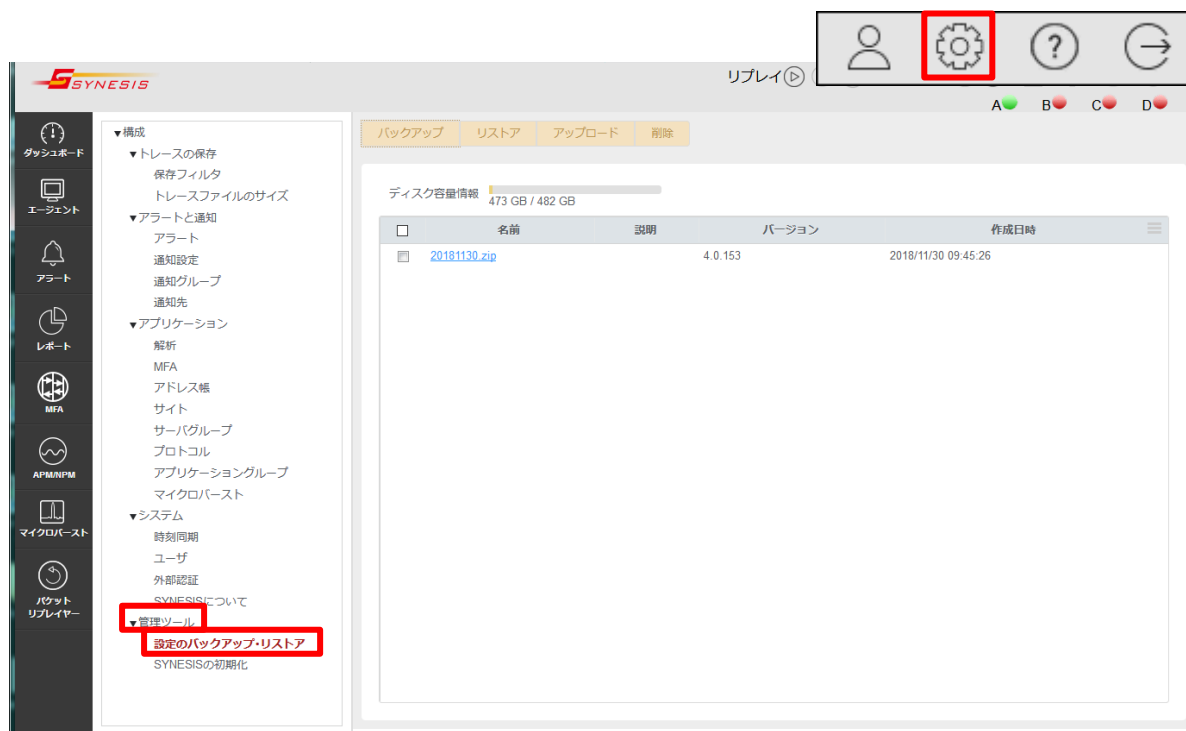 SYNESIS
リプレイ
?
A B C D
ダッシュボード
エージェント
アラート
レポート
MFA
APM/NPM
マイクロバースト
パケット
リプレイヤー
▼構成
▼トレースの保存
保存フィルタ
トレースファイルのサイズ
▼アラートと通知
アラート
通知設定
通知グループ
通知先
▼アプリケーション
解析
MFA
アドレス帳
サイト
サーバグループ
プロトコル
アプリケーショングループ
マイクロバースト
▼システム
時刻同期
ユーザ
外部認証
SYNESISについて
▼管理ツール
設定のバックアップ・リストア
SYNESISの初期化
バックアップ リストア アップロード 削除
ディスク容量情報 473 GB / 482 GB
名前 説明 バージョン 作成日時
20181130.zip 4.0.153 2018/11/30 09:45:26